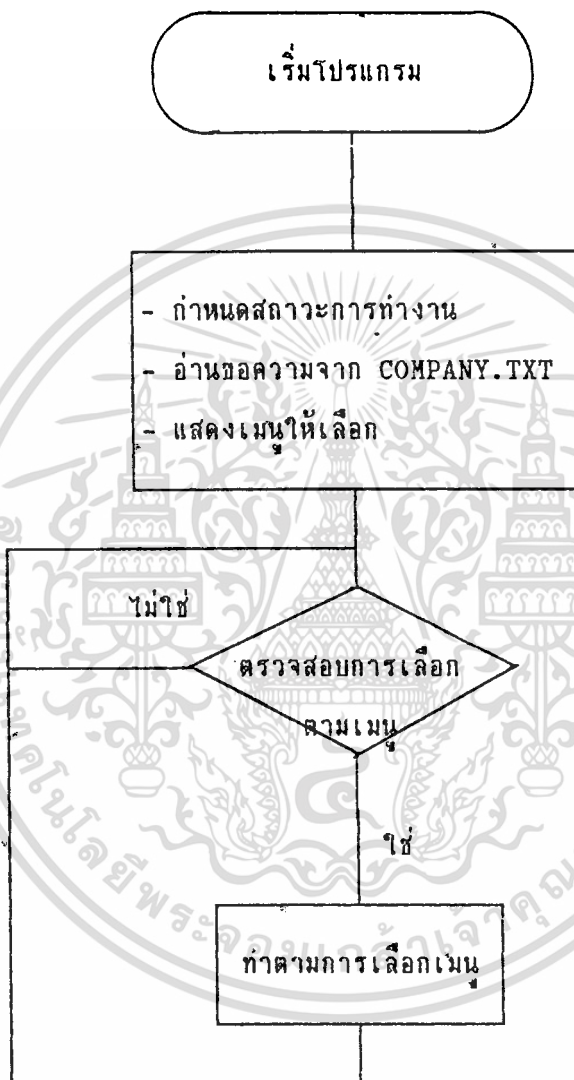 เริ่มโปรแกรม
- กำหนดสถาวะการทำงาน
- อ่านขอความจาก COMPANY.TXT
- แสดงเมนูให้เลือก
ไม่ใช่
ตรวจสอบการเลือก
ตามเมนู
ใช่
ทำตามการเลือกเมนู